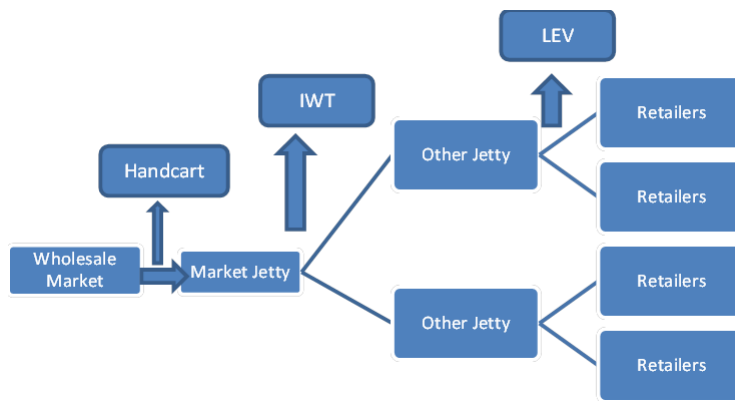 LEV
IWT
Retailers
Other Jetty
Handcart
Retailers
Wholesale
Market
Market Jetty
Retailers
Other Jetty
Retailers